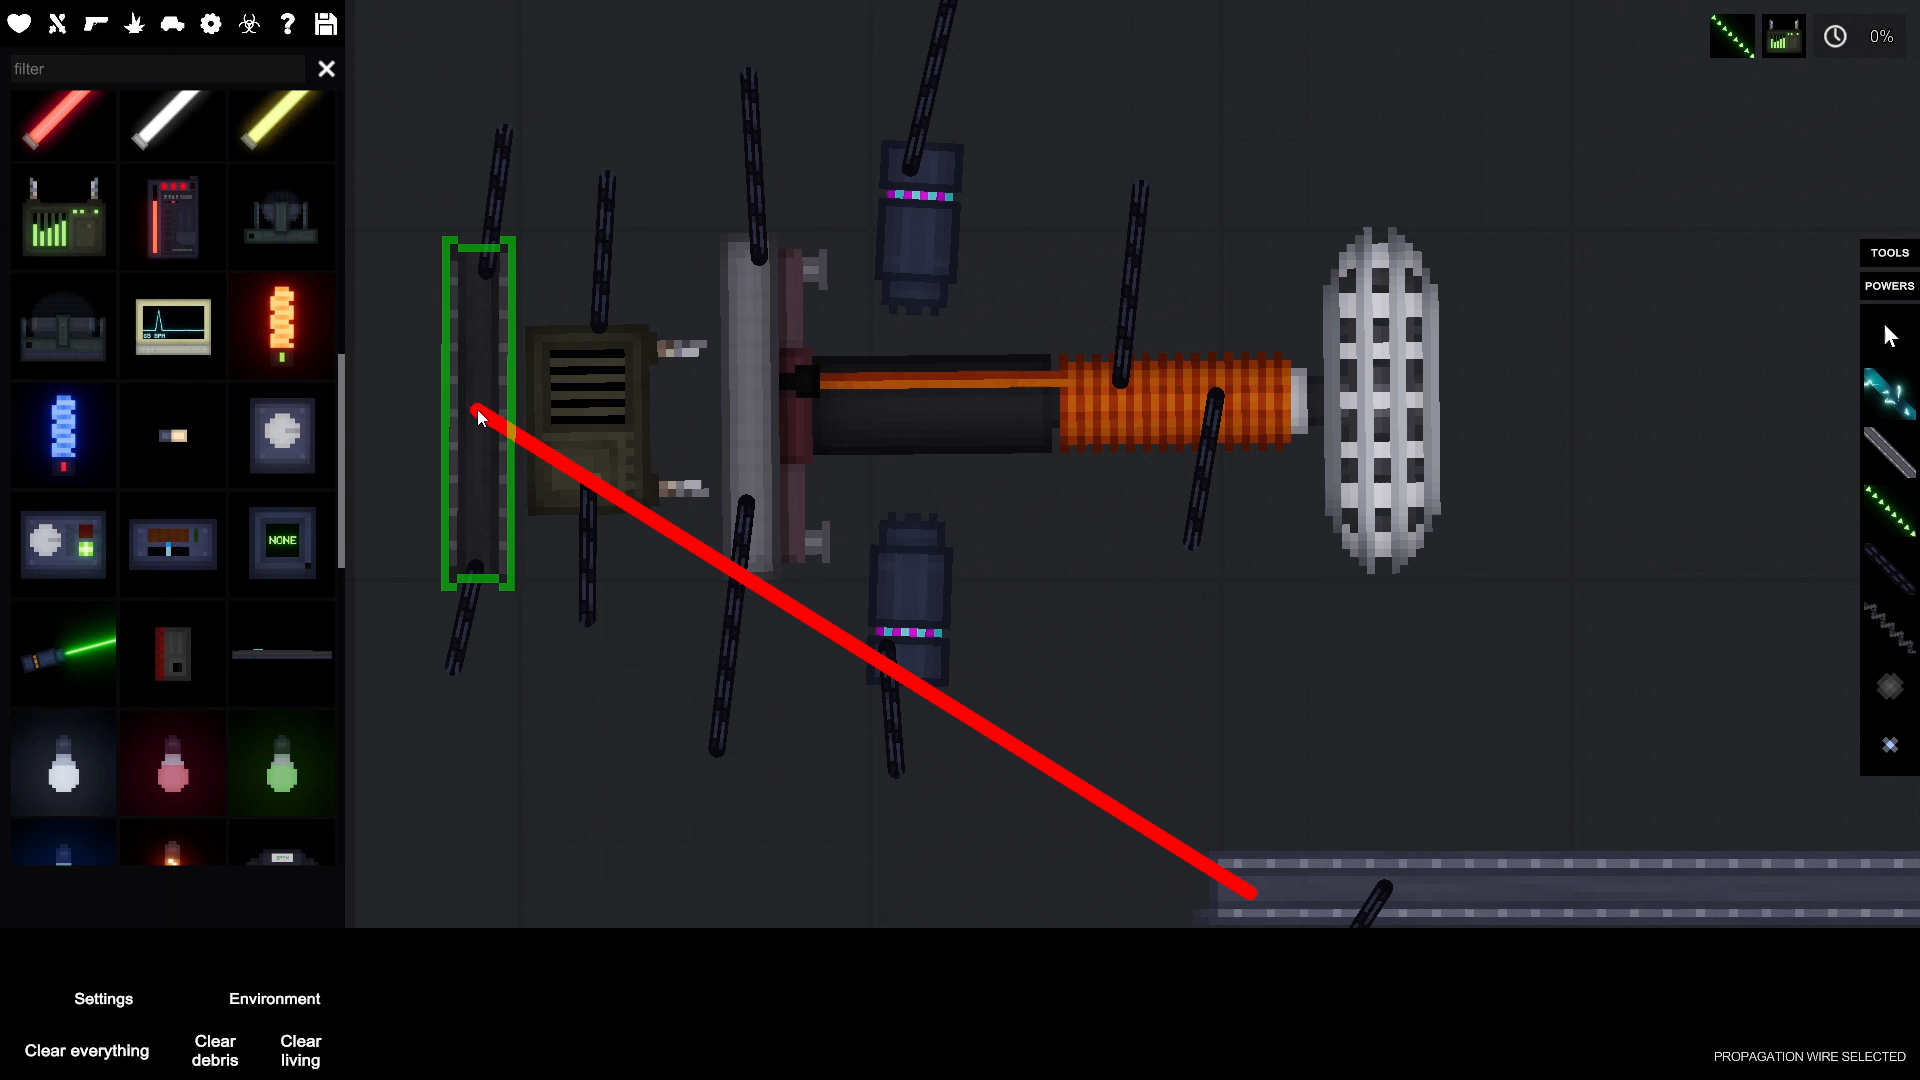 filter
0%
TOOLS
POWERS
NONE
Settings
Environment
Clear everything
Clear debris
Clear living
PROPAGATION WIRE SELECTED